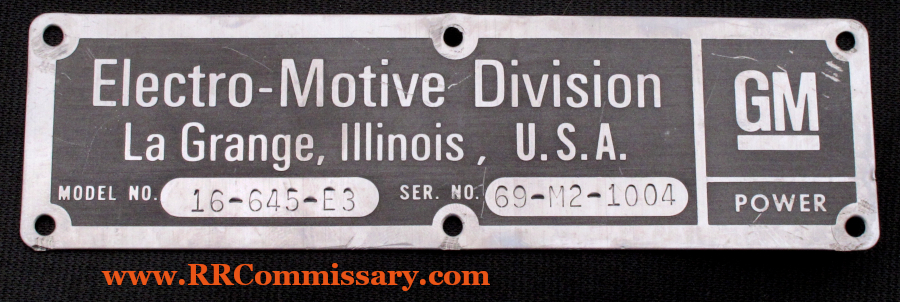 Electro-Motive Division
La Grange, Illinois, U.S.A.
MODEL NO. 16-645-E3 SER. NO. 69-M2-1004
GM
POWER
www.RRCommissary.com